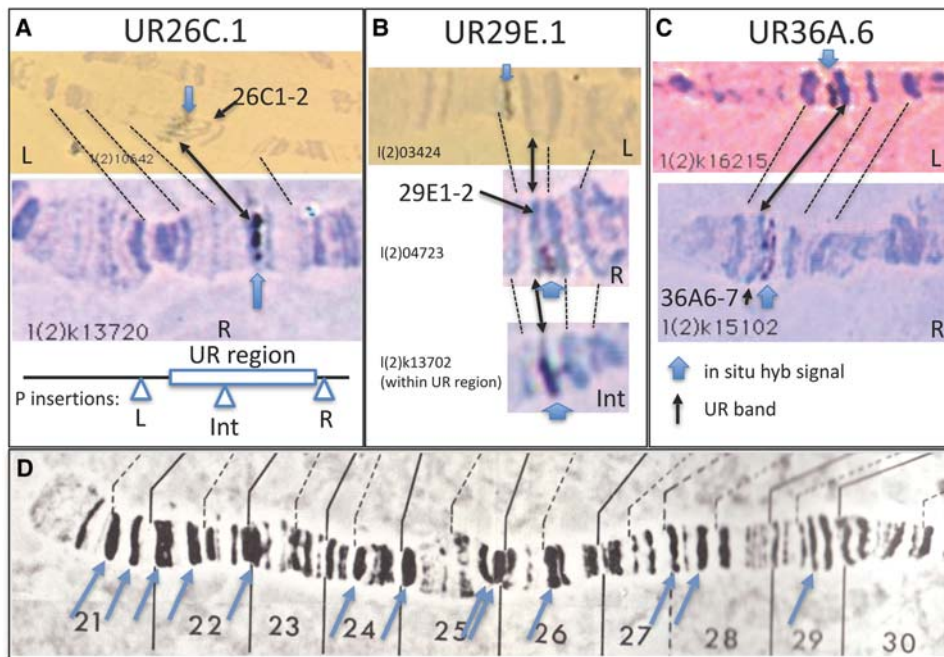 A
UR26C.1
26C1-2
L
l(2)10642
l(2)k13720
R
UR region
P insertions:
L
Int
R
B
UR29E.1
l(2)03424
L
29E1-2
l(2)04723
R
l(2)k13702
(within UR region)
Int
C
UR36A.6
l(2)k16215
L
36A6-7
l(2)k15102
R
in situ hyb signal
UR band
D
21
22
23
24
25
26
27
28
29
30